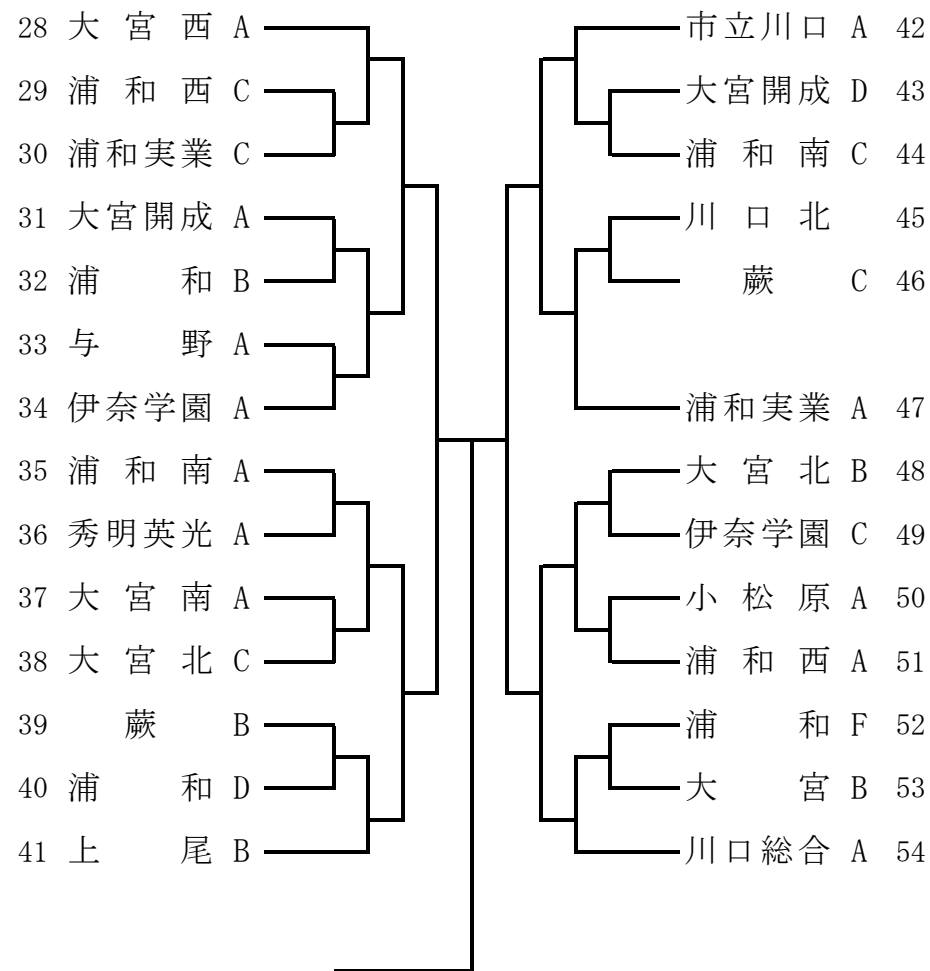 28 大宮西 A
29 浦和西 C
30 浦和実業 C
31 大宮開成 A
32 浦和 B
33 与野 A
34 伊奈学園 A
35 浦和南 A
36 秀明英光 A
37 大宮南 A
38 大宮北 C
39 蕨 B
40 浦和 D
41 上尾 B
市立川口 A 42
大宮開成 D 43
浦和南 C 44
川口北 45
蕨 C 46
浦和実業 A 47
大宮北 B 48
伊奈学園 C 49
小松原 A 50
浦和西 A 51
浦和 F 52
大宮 B 53
川口総合 A 54